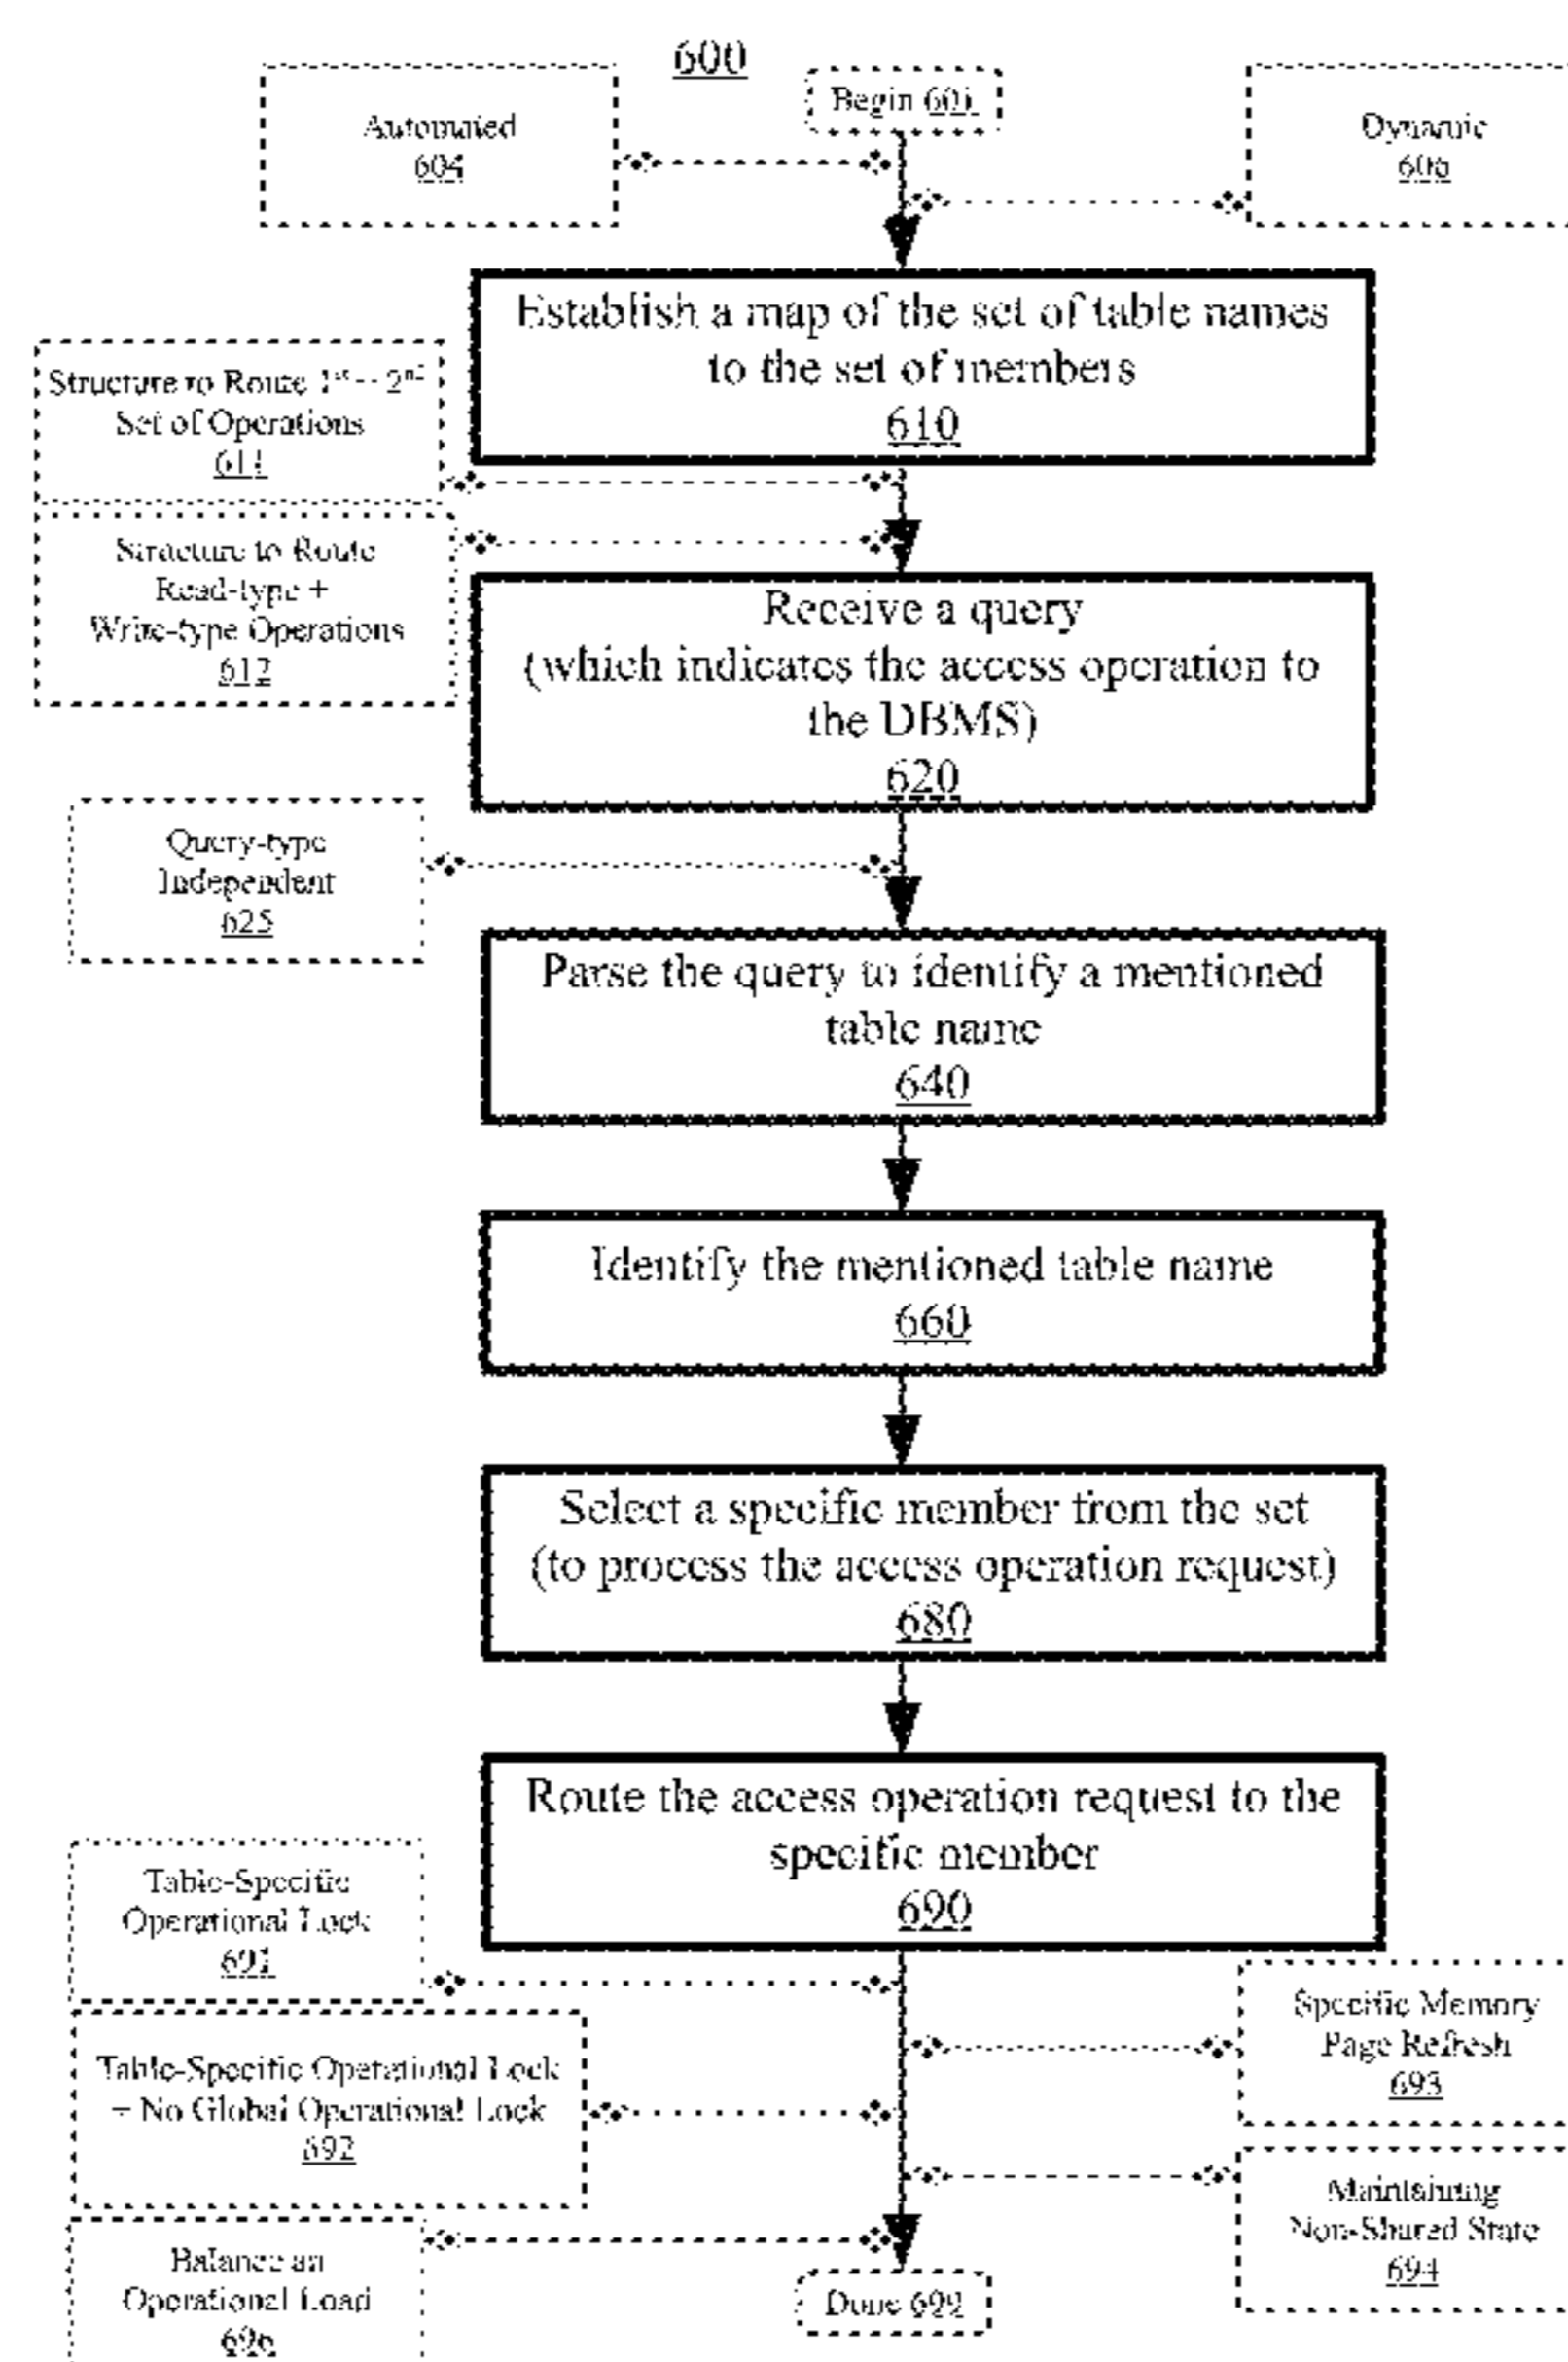 600
Begin 601
Automated
604
Dynamic
606
Establish a map of the set of table names
to the set of members
610
Structure to Route 1st + 2nd
Set of Operations
611
Structure to Route
Read-type +
Write-type Operations
612
Receive a query
(which indicates the access operation to
the DBMS)
620
Query-type
Independent
625
Parse the query to identify a mentioned
table name
640
Identify the mentioned table name
660
Select a specific member from the set
(to process the access operation request)
680
Route the access operation request to the
specific member
690
Table-Specific
Operational Lock
691
Table-Specific Operational Lock
+ No Global Operational Lock
692
Specific Memory
Page Refresh
693
Maintaining
Non-Shared State
694
Balance an
Operational Load
696
Done 699